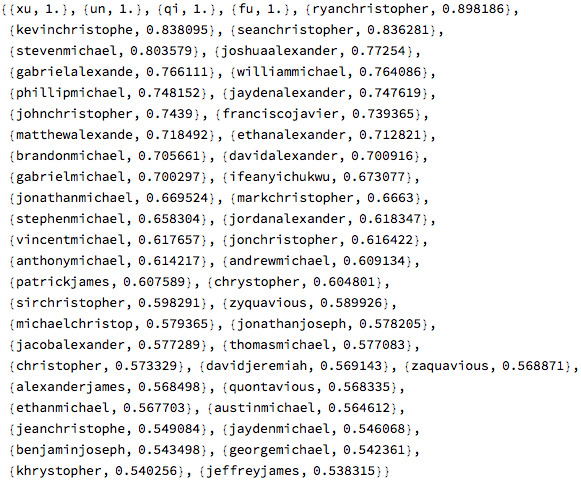 {{xu, 1.}, {un, 1.}, {qi, 1.}, {fu, 1.}, {ryanchristopher, 0.898186},
{kevinchristophe, 0.838095}, {seanchristopher, 0.836281},
{stevenmichael, 0.803579}, {joshuaalexander, 0.77254},
{gabrielalexande, 0.766111}, {williammichael, 0.764086},
{phillipmichael, 0.748152}, {jaydenalexander, 0.747619},
{johnchristopher, 0.7439}, {franciscojavier, 0.739365},
{matthewalexande, 0.718492}, {ethanalexander, 0.712821},
{brandonmichael, 0.705661}, {davidalexander, 0.700916},
{gabrielmichael, 0.700297}, {ifeanyichukwu, 0.673077},
{jonathanmichael, 0.669524}, {markchristopher, 0.6663},
{stephenmichael, 0.658304}, {jordanalexander, 0.618347},
{vincentmichael, 0.617657}, {jonchristopher, 0.616422},
{anthonymichael, 0.614217}, {andrewmichael, 0.609134},
{patrickjames, 0.607589}, {chrystopher, 0.604801},
{sirchristopher, 0.598291}, {zyquavious, 0.589926},
{michaelchristop, 0.579365}, {jonathanjoseph, 0.578205},
{jacobalexander, 0.577289}, {thomasmichael, 0.577083},
{christopher, 0.573329}, {davidjeremiah, 0.569143}, {zaquavious, 0.568871},
{alexanderjames, 0.568498}, {quontavious, 0.568335},
{ethanmichael, 0.567703}, {austinmichael, 0.564612},
{jeanchristophe, 0.549084}, {jaydenmichael, 0.546068},
{benjaminjoseph, 0.543498}, {georgemichael, 0.542361},
{khrystopher, 0.540256}, {jeffreyjames, 0.538315}}